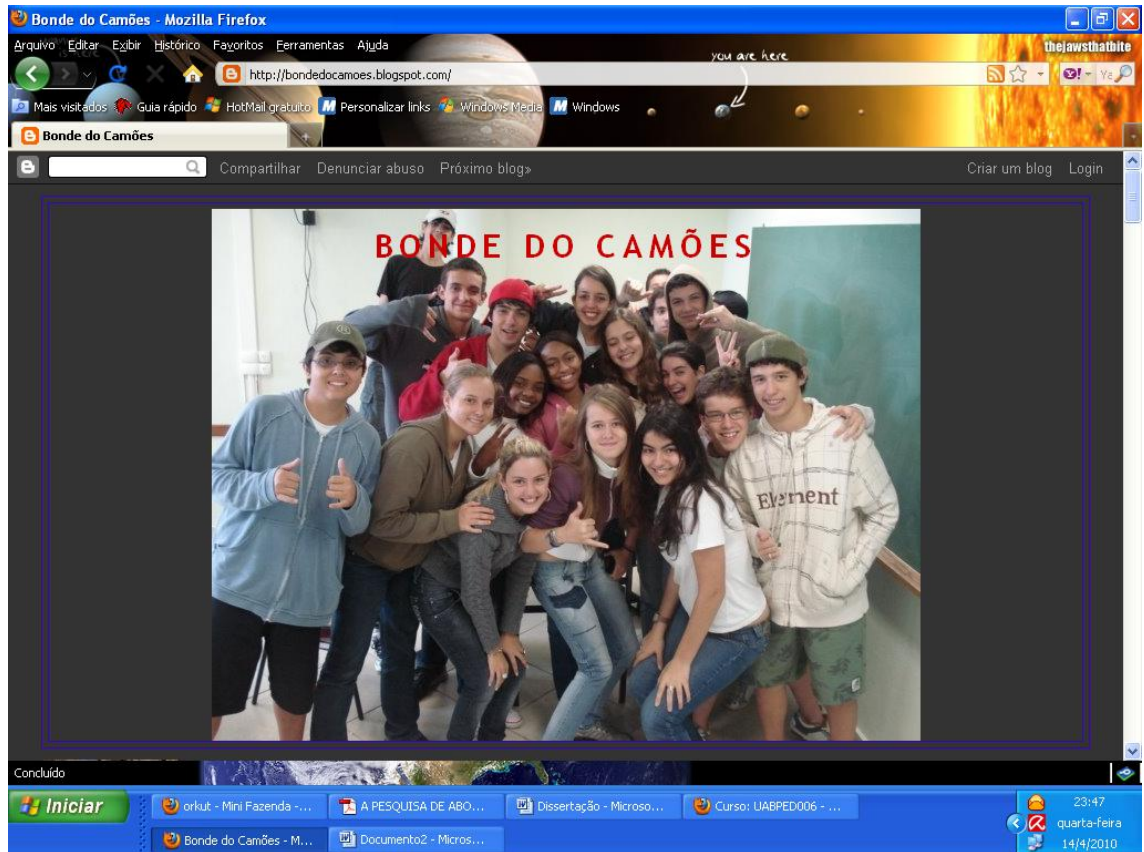 Bonde do Camões - Mozilla Firefox
Arquivo Editar Exibir Histórico Favoritos Ferramentas Ajuda
you are here
thejawsthatbite
http://bondedocamoes.blogspot.com/
Mais visitados Guia rápido HotMail gratuito Personalizar links Windows Media Windows
Bonde do Camões
Compartilhar Denunciar abuso Próximo blog»
Criar um blog Login
BONDE DO CAMÕES
Element
Concluído
Iniciar
orkut - Mini Fazenda -...
A PESQUISA DE ABO...
Dissertação - Microso...
Curso: UABPED006 - ...
23:47
quarta-feira
Bonde do Camões - M...
Documento2 - Micros...
14/4/2010